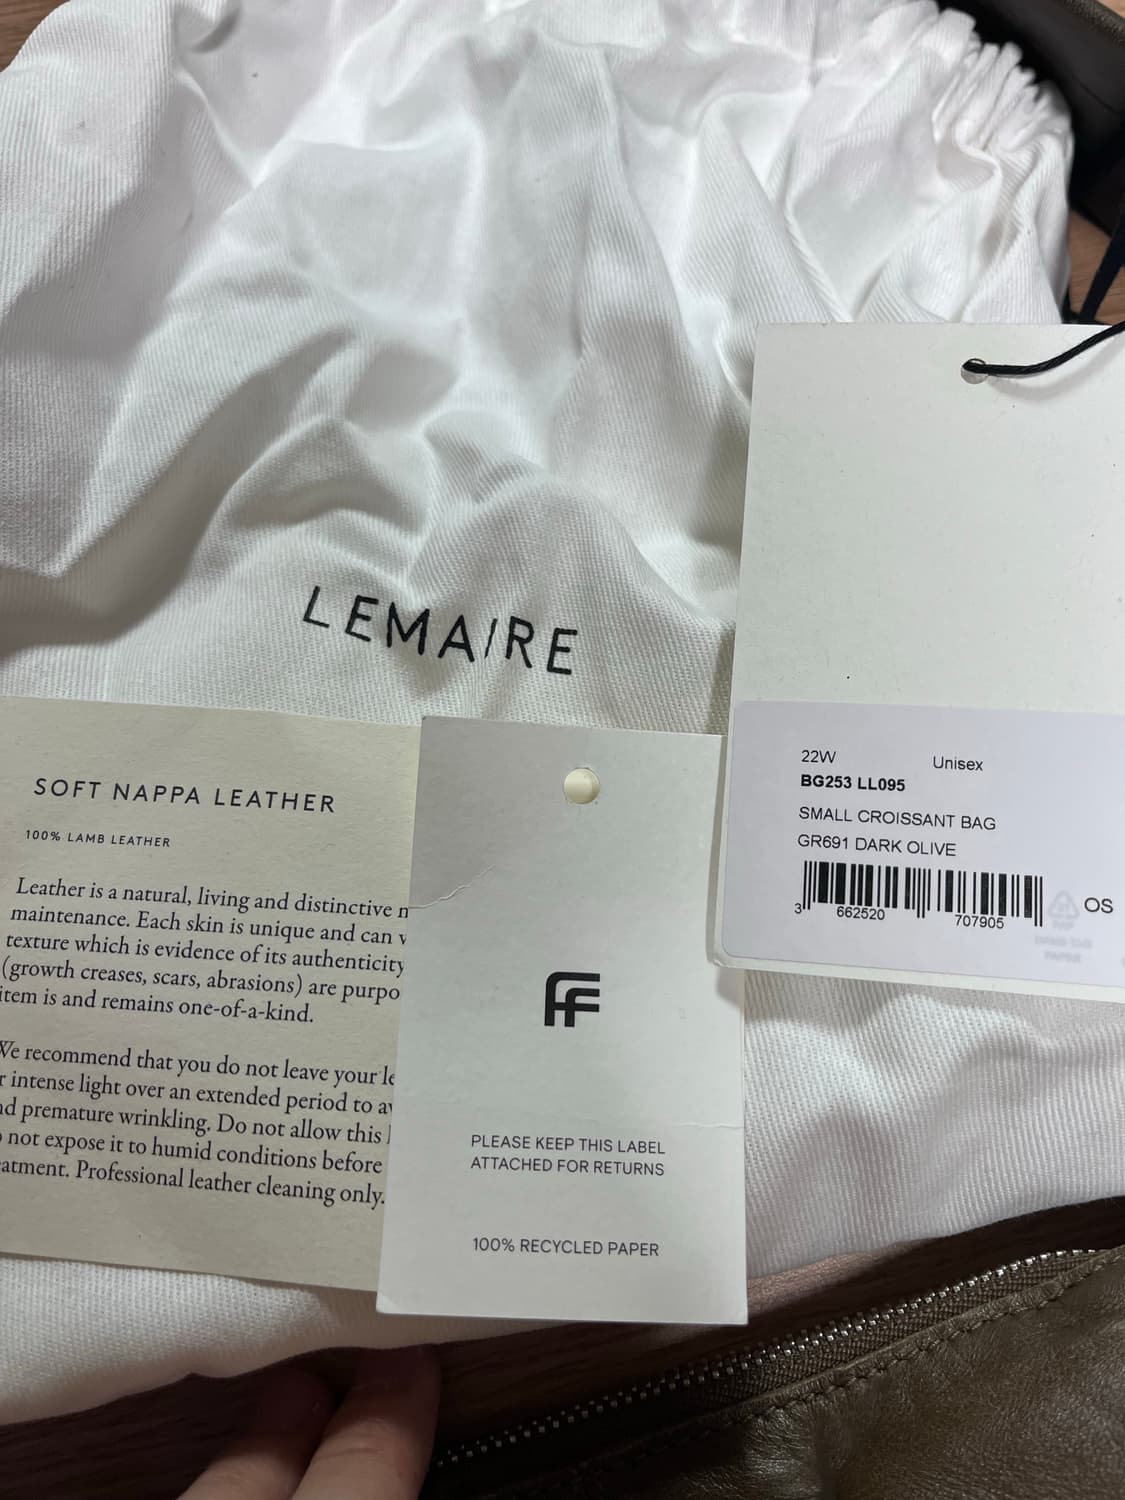 LEMAIRE
SOFT NAPPA LEATHER
100% LAMB LEATHER
Leather is a natural, living and distinctive
maintenance. Each skin is unique and can
texture which is evidence of its authenticity
(growth creases, scars, abrasions) are
item is and remains one-of-a-kind.
We recommend that you do not leave your
intense light over an extended period to
premature wrinkling. Do not allow this
not expose it to humid conditions before
Professional leather cleaning only.
FF
PLEASE KEEP THIS LABEL
ATTACHED FOR RETURNS
100% RECYCLED PAPER
22W Unisex
BG253 LL095
SMALL CROISSANT BAG
GR691 DARK OLIVE
3 662520 707905 OS